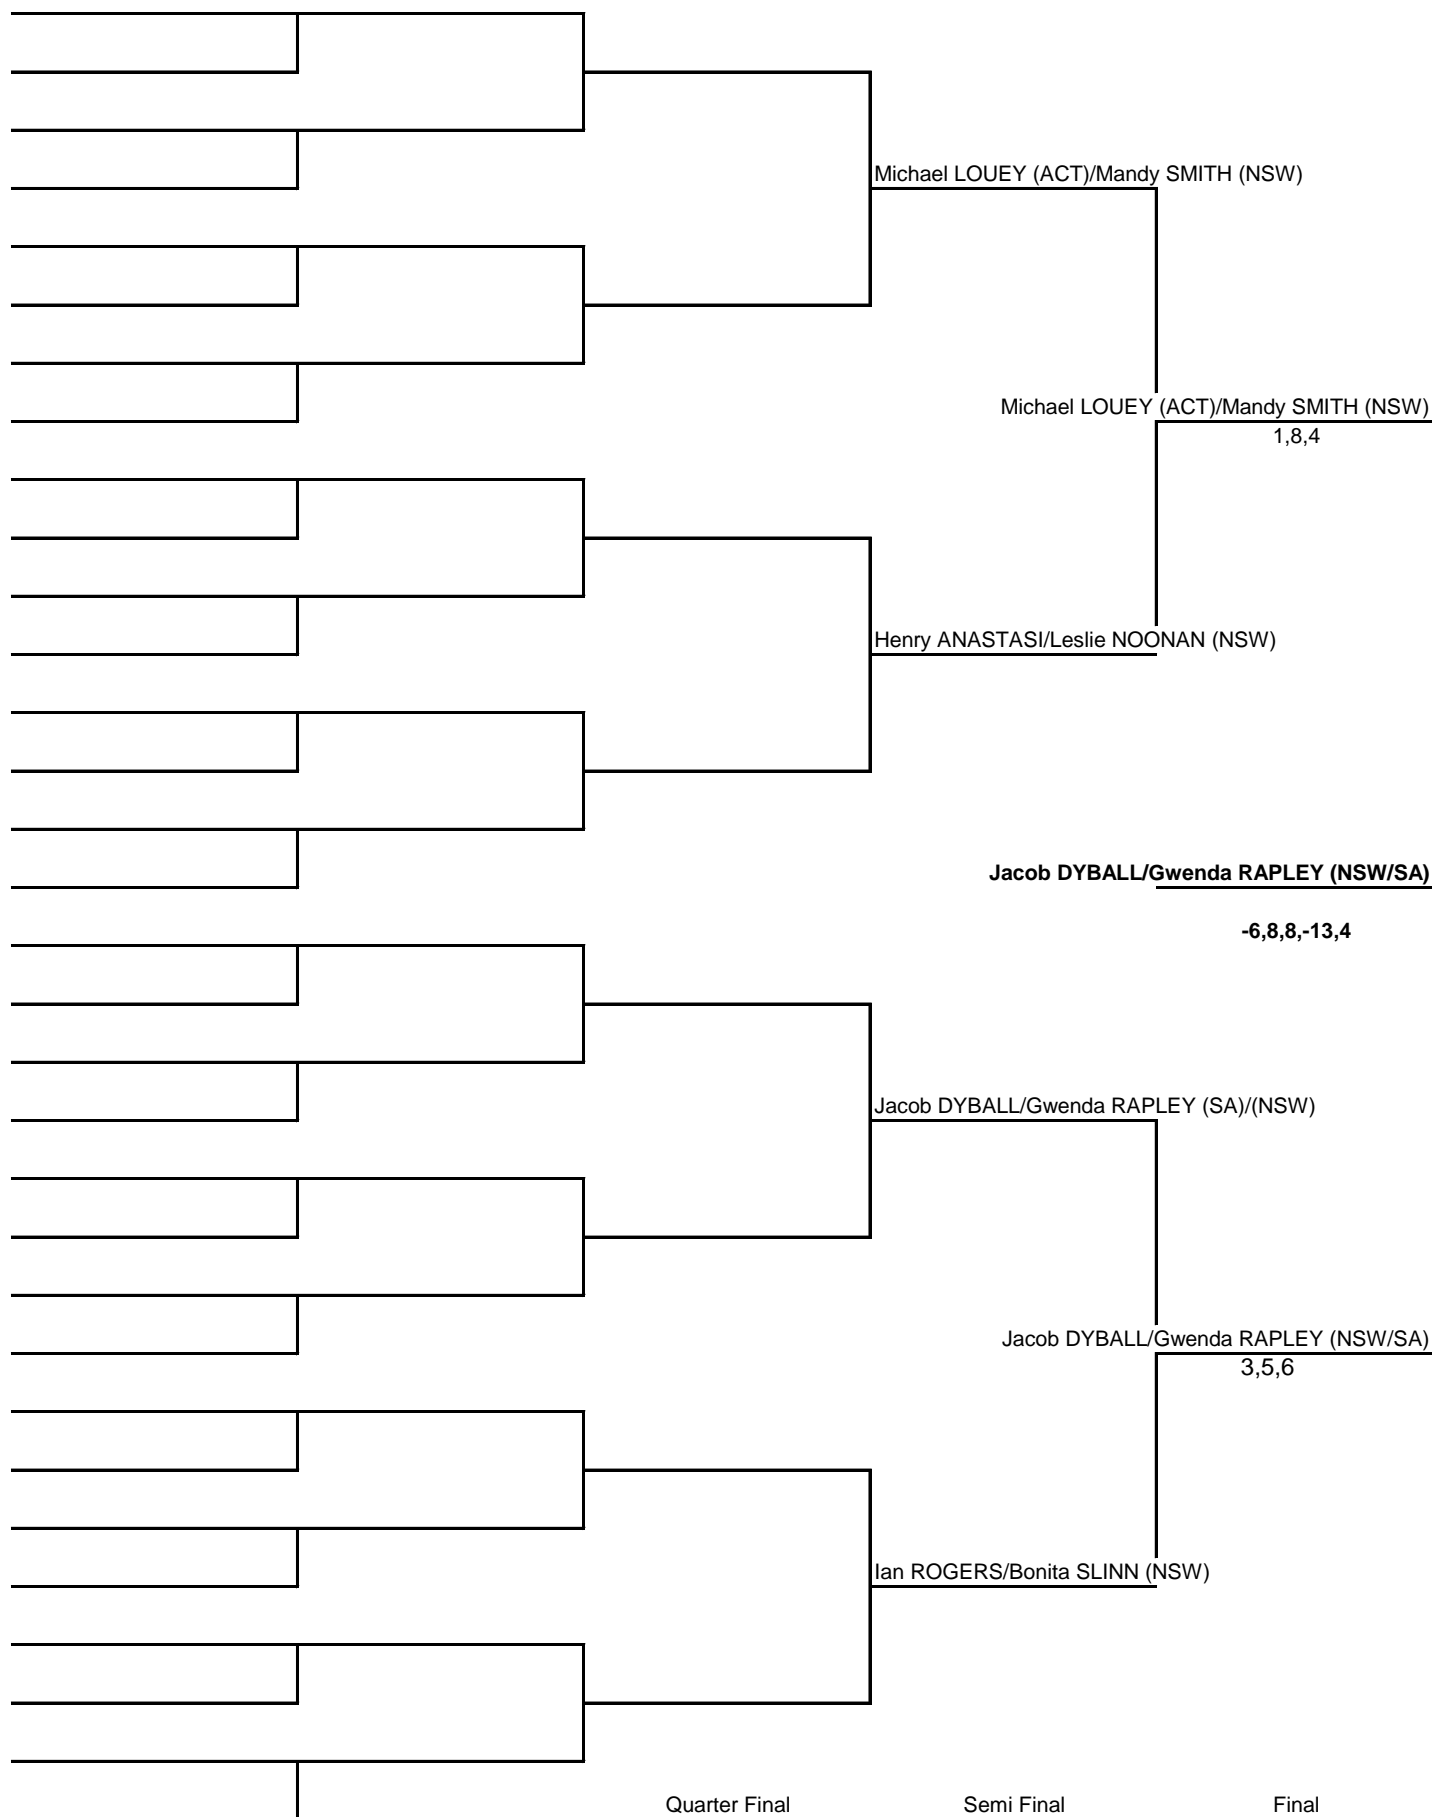 Michael LOUEY (ACT)/Mandy SMITH (NSW)
Michael LOUEY (ACT)/Mandy SMITH (NSW)
1,8,4
Henry ANASTASI/Leslie NOONAN (NSW)
Jacob DYBALL/Gwenda RAPLEY (NSW/SA)
-6,8,8,-13,4
Jacob DYBALL/Gwenda RAPLEY (SA)/(NSW)
Jacob DYBALL/Gwenda RAPLEY (NSW/SA)
3,5,6
Ian ROGERS/Bonita SLINN (NSW)
Quarter Final Semi Final Final